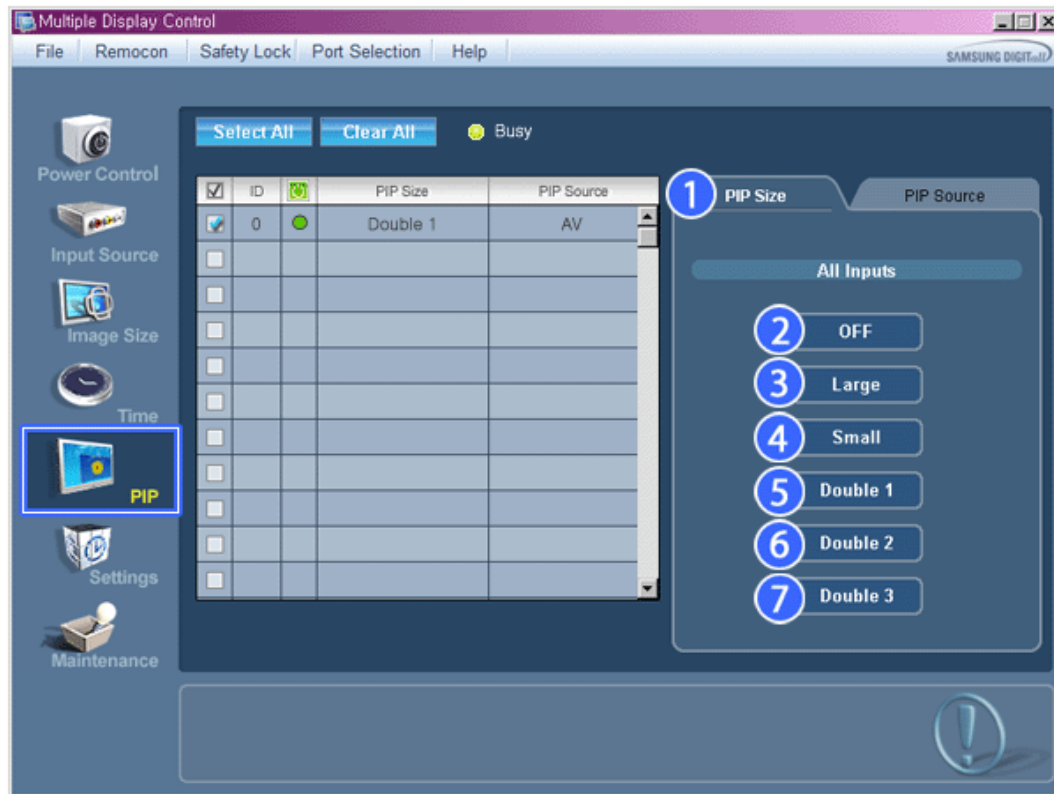 Multiple Display Control
File Remocon Safety Lock Port Selection Help
SAMSUNG DIGITall
Select All Clear All Busy
Power Control
ID PIP Size PIP Source
0 Double 1 AV
1 PIP Size PIP Source
Input Source
All Inputs
Image Size
2 OFF
3 Large
Time
4 Small
PIP
5 Double 1
6 Double 2
Settings
7 Double 3
Maintenance